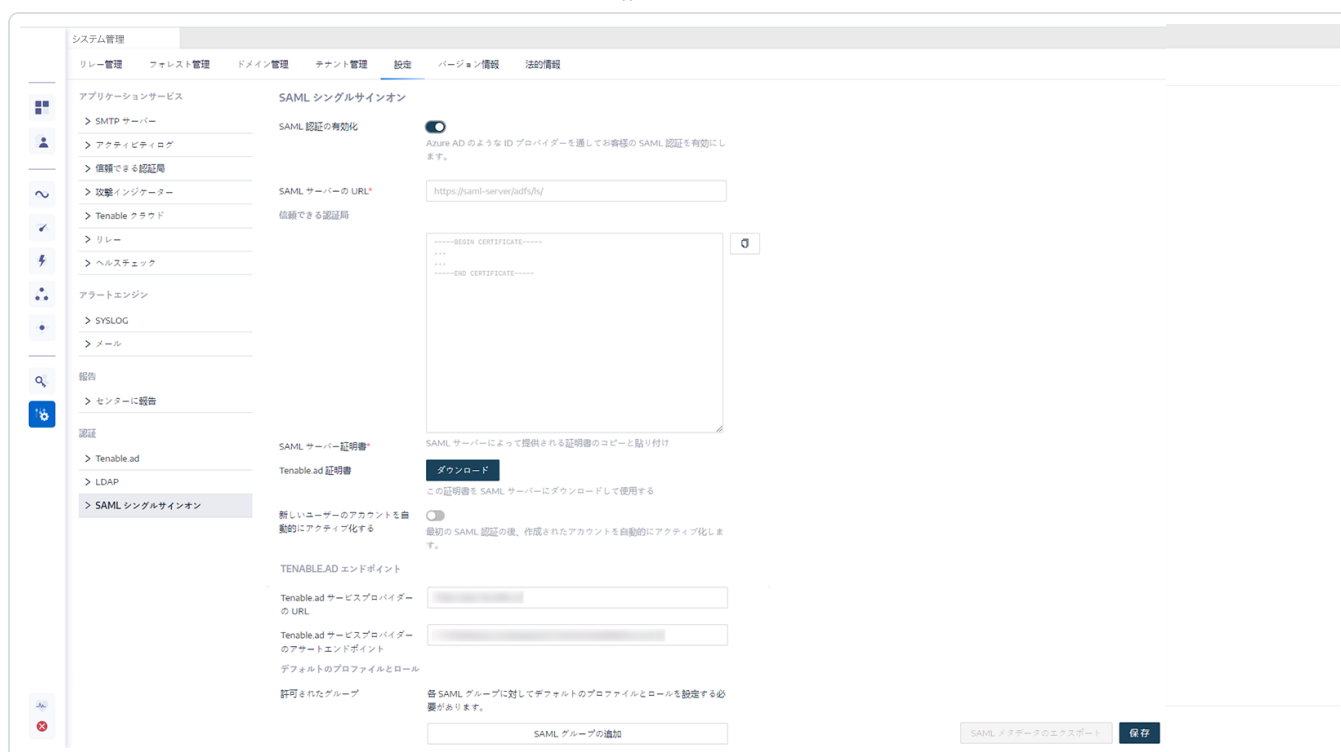 システム管理
リレー管理 フォレスト管理 ドメイン管理 テナント管理 設定 バージョン情報 法的情報
アプリケーションサービス
SMTP サーバー
アクティビティログ
信頼できる認証局
攻撃インジケーター
Tenable クラウド
リレー
ヘルスチェック
アラートエンジン
SYSLOG
メール
報告
センターに報告
認証
Tenable.ad
LDAP
SAML シングルサインオン
SAML シングルサインオン
SAML 認証の有効化
Azure AD のような ID プロバイダーを通してお客様の SAML 認証を有効にし
ます。
SAML サーバーの URL*
https://saml-server/adfs/ls/
信頼できる認証局
-----BEGIN CERTIFICATE-----
...
...
-----END CERTIFICATE-----
SAML サーバー証明書*
SAML サーバーによって提供される証明書のコピーと貼り付け
Tenable.ad 証明書
ダウンロード
この証明書を SAML サーバーにダウンロードして使用する
新しいユーザーのアカウントを自
動的にアクティブ化する
最初の SAML 認証の後、作成されたアカウントを自動的にアクティブ化しま
す。
TENABLE.AD エンドポイント
Tenable.ad サービスプロバイダー
の URL
Tenable.ad サービスプロバイダー
のアサートエンドポイント
デフォルトのプロファイルとロール
許可されたグループ
各 SAML グループに対してデフォルトのプロファイルとロールを設定する必
要があります。
SAML グループの追加
SAML メタデータのエクスポート
保存